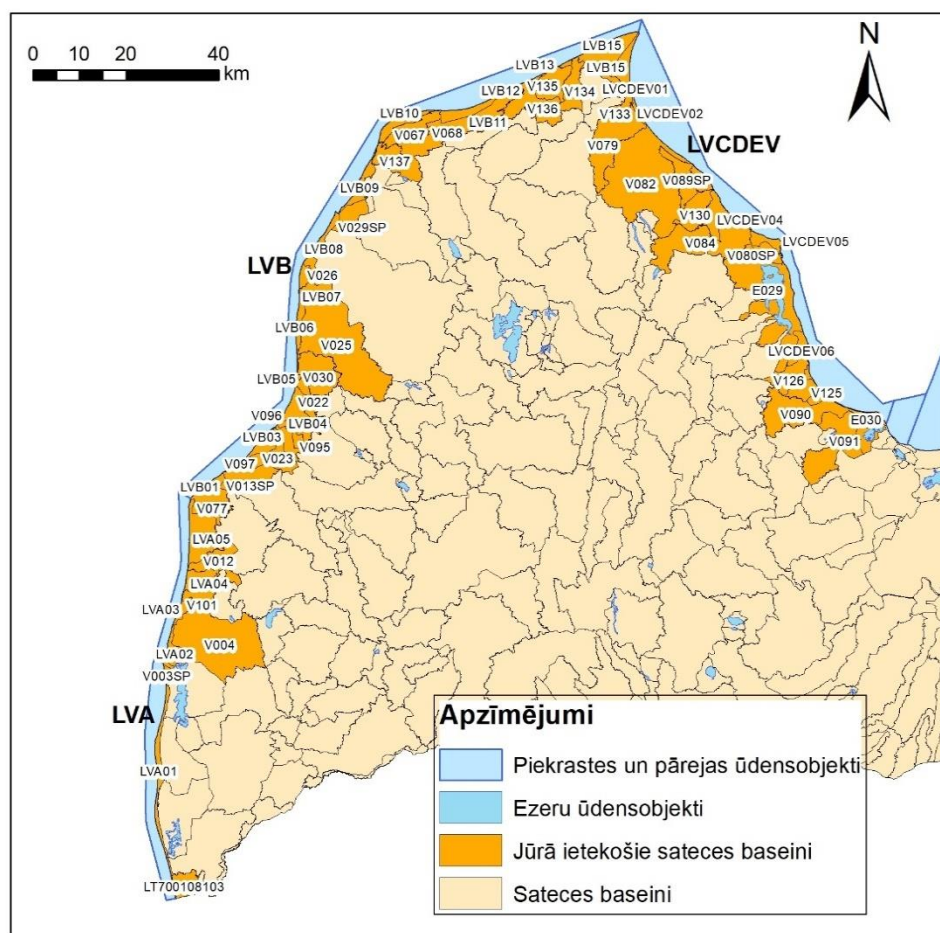 0 10 20 40
km
N
LVB15
LVB13
LVB15
V135
LVB12
V134
LVCDEV01
LVB10
V136
V133
LVCDEV02
LVB11
V067
V068
V079
LVCDEV
V137
V082
V089SP
LVB09
V130
LVCDEV04
V029SP
V084
LVCDEV05
LVB08
V080SP
LVB
V026
E029
LVB07
LVB06
V025
LVCDEV06
LVB05
V030
V126
V125
V022
V096
LVB04
V090
E030
LVB03
V095
V091
V097
V023
V013SP
LVB01
V077
LVA05
V012
LVA04
LVA03
V101
V004
LVA02
V003SP
LVA
LVA01
LT700108103
Apzīmējumi
Piekrastes un pārejas ūdensobjekti
Ezeru ūdensobjekti
Jūrā ietekošie sateces baseini
Sateces baseini